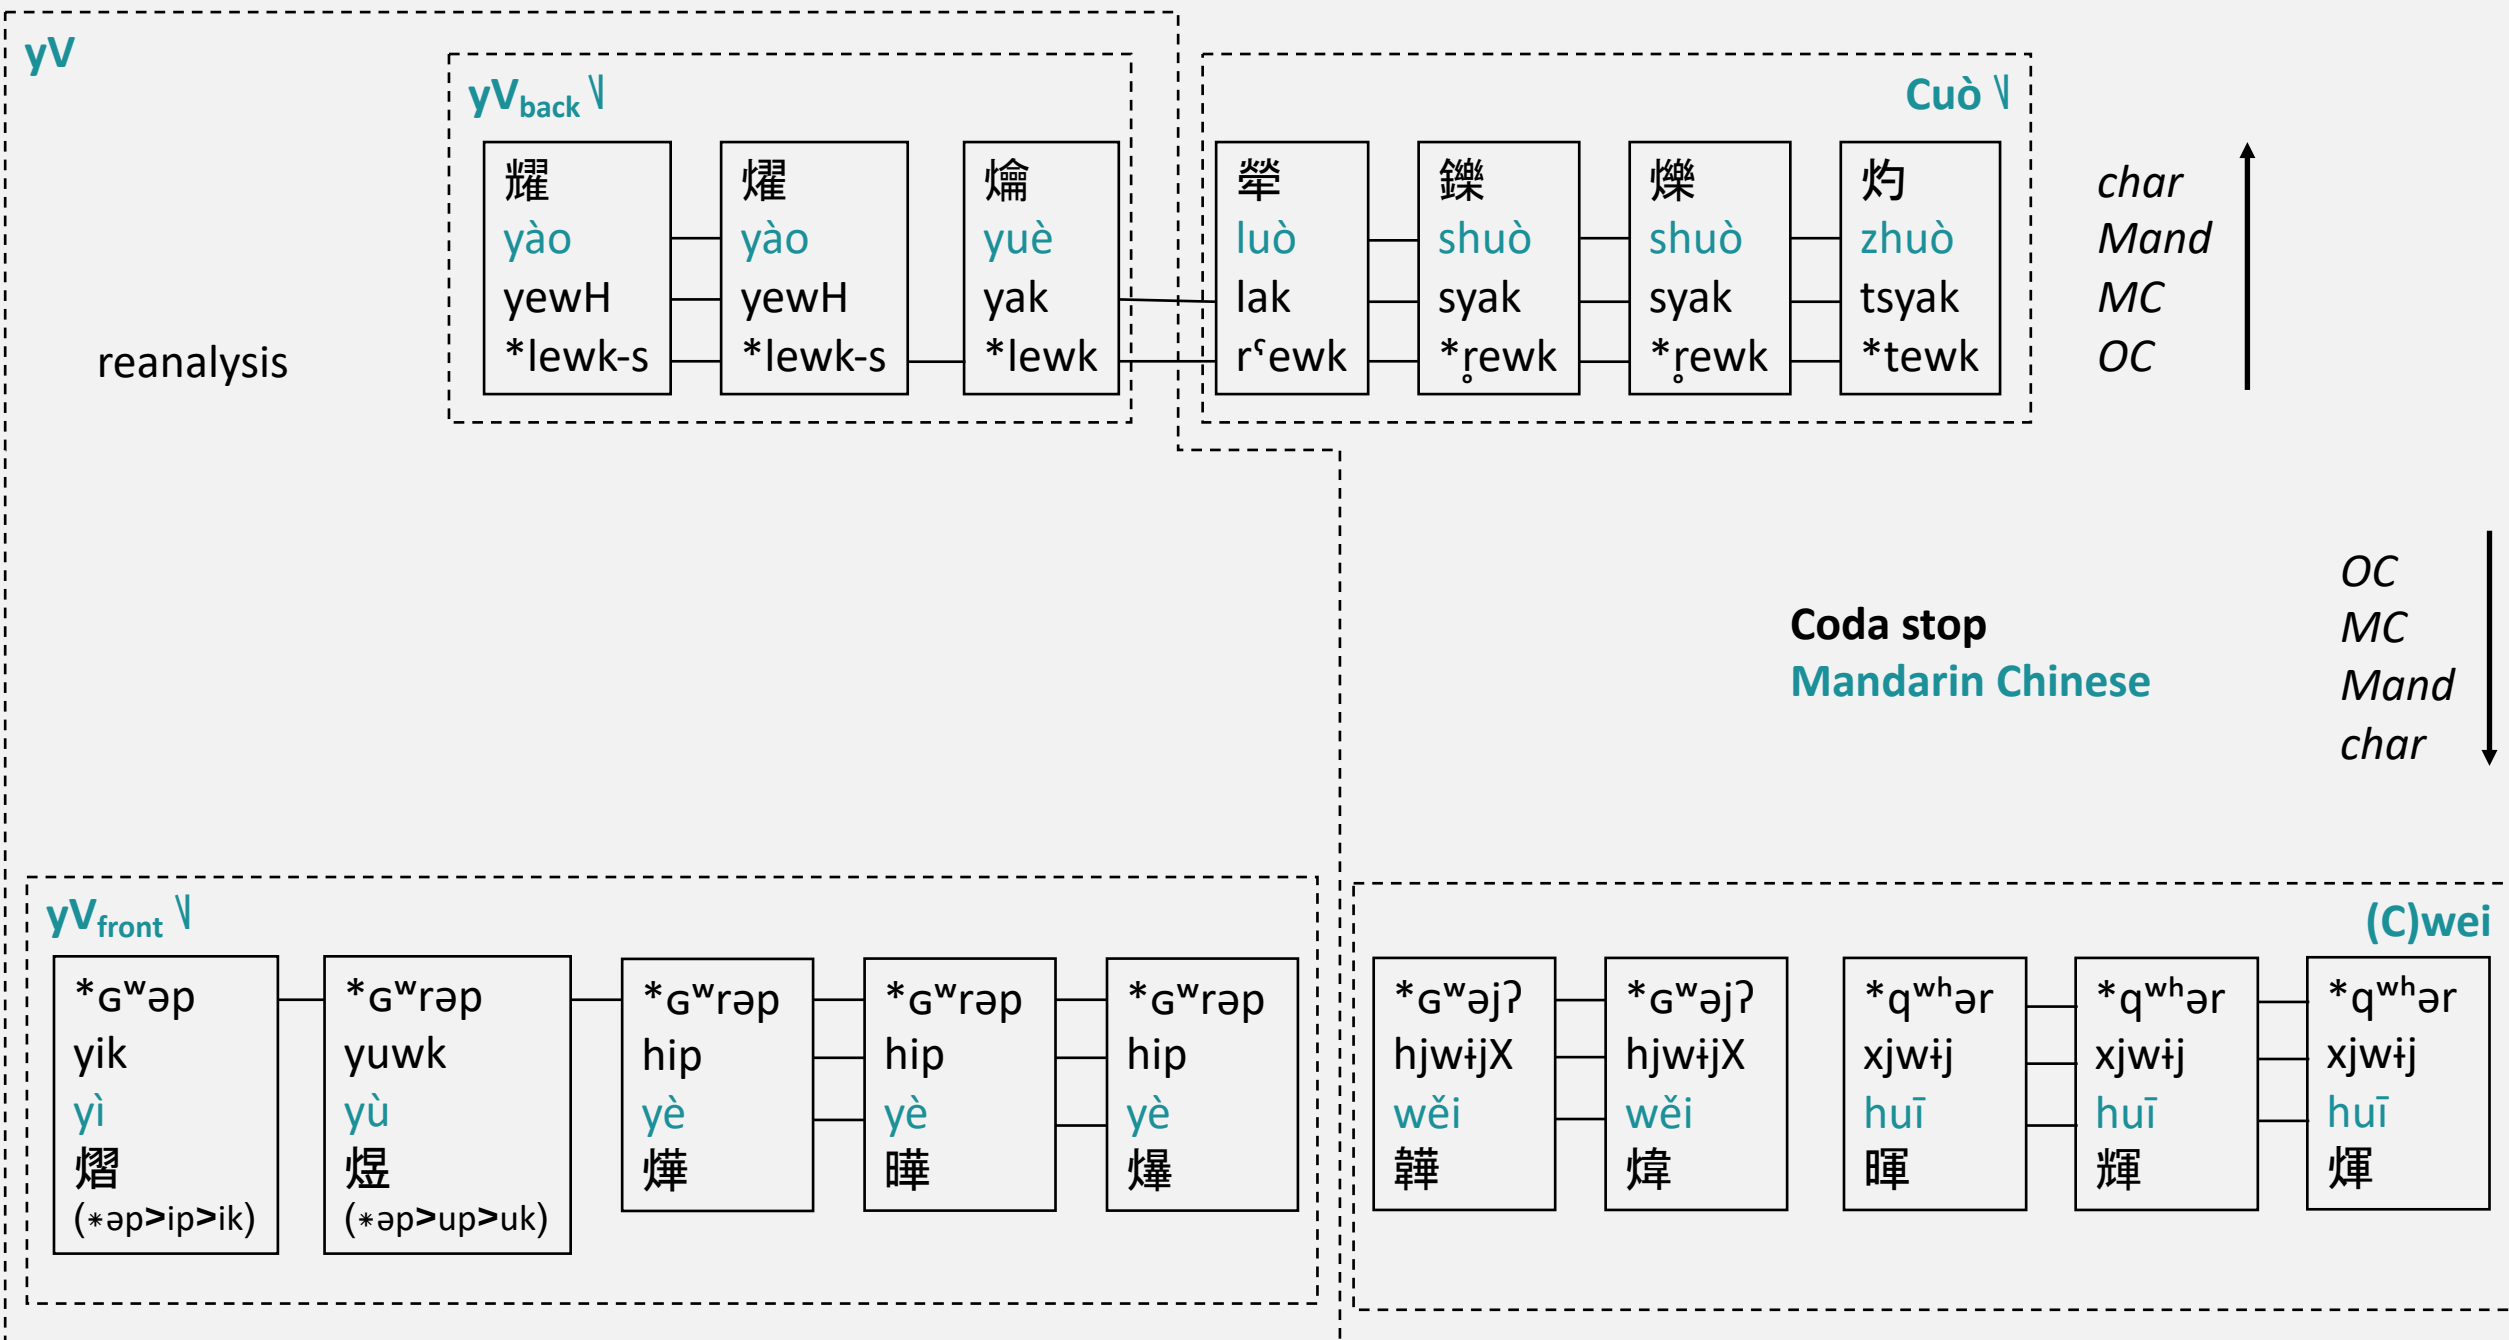 yV
yVback \|
耀
yào
yewH
*lewk-s
燿
yào
yewH
*lewk-s
爚
yuè
yak
*lewk
Cuò \|
犖
luò
lak
rˤewk
鑠
shuò
syak
*r̥ewk
爍
shuò
syak
*r̥ewk
灼
zhuò
tsyak
*tewk
char
Mand
MC
OC
reanalysis
Coda stop
Mandarin Chinese
OC
MC
Mand
char
yVfront \|
*ɢʷəp
yik
yì
熠
(*əp>ip>ik)
*ɢʷrəp
yuwk
yù
煜
(*əp>up>uk)
*ɢʷrəp
hip
yè
燁
*ɢʷrəp
hip
yè
曄
*ɢʷrəp
hip
yè
爗
(C)wei
*ɢʷəjʔ
hjwɨjX
wěi
韡
*ɢʷəjʔ
hjwɨjX
wěi
煒
*qʷʰər
xjwɨj
huī
暉
*qʷʰər
xjwɨj
huī
輝
*qʷʰər
xjwɨj
huī
煇